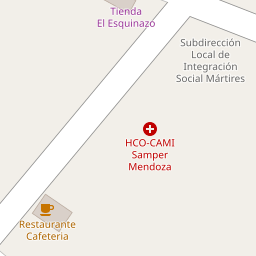 Tienda
El Esquinazo
Subdirección
Local de
Integración
Social Mártires
HCO-CAMI
Samper
Mendoza
Restaurante
Cafeteria